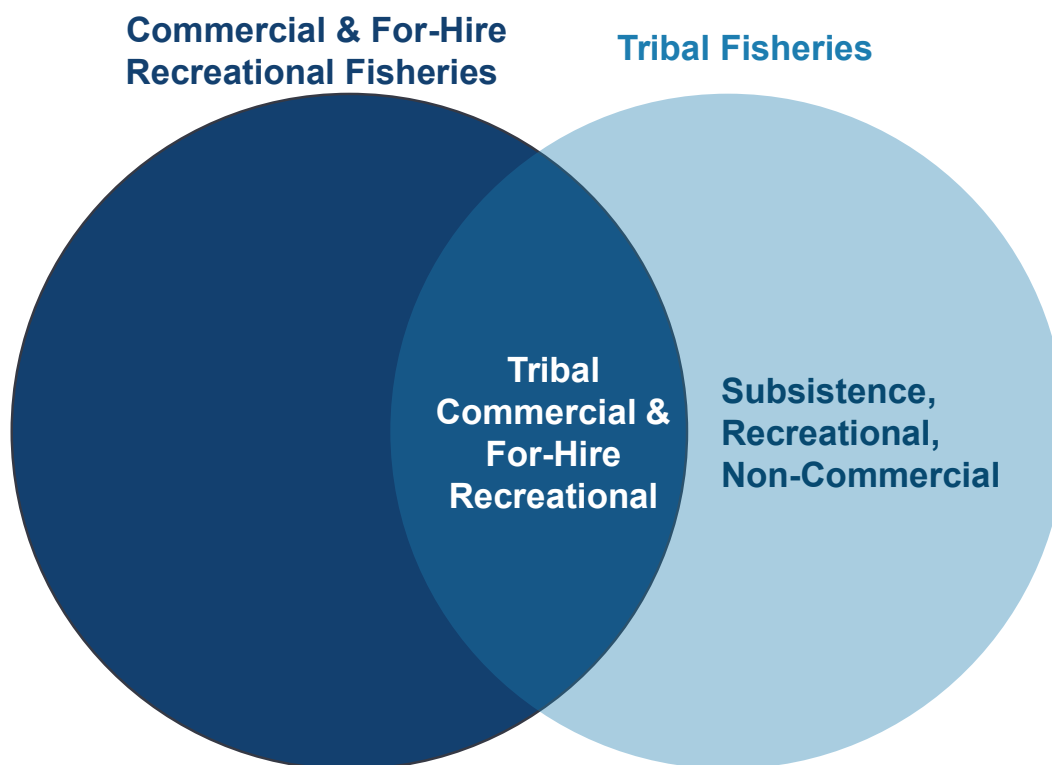 Commercial & For-Hire
Recreational Fisheries
Tribal Fisheries
Tribal
Commercial &
For-Hire
Recreational
Subsistence,
Recreational,
Non-Commercial